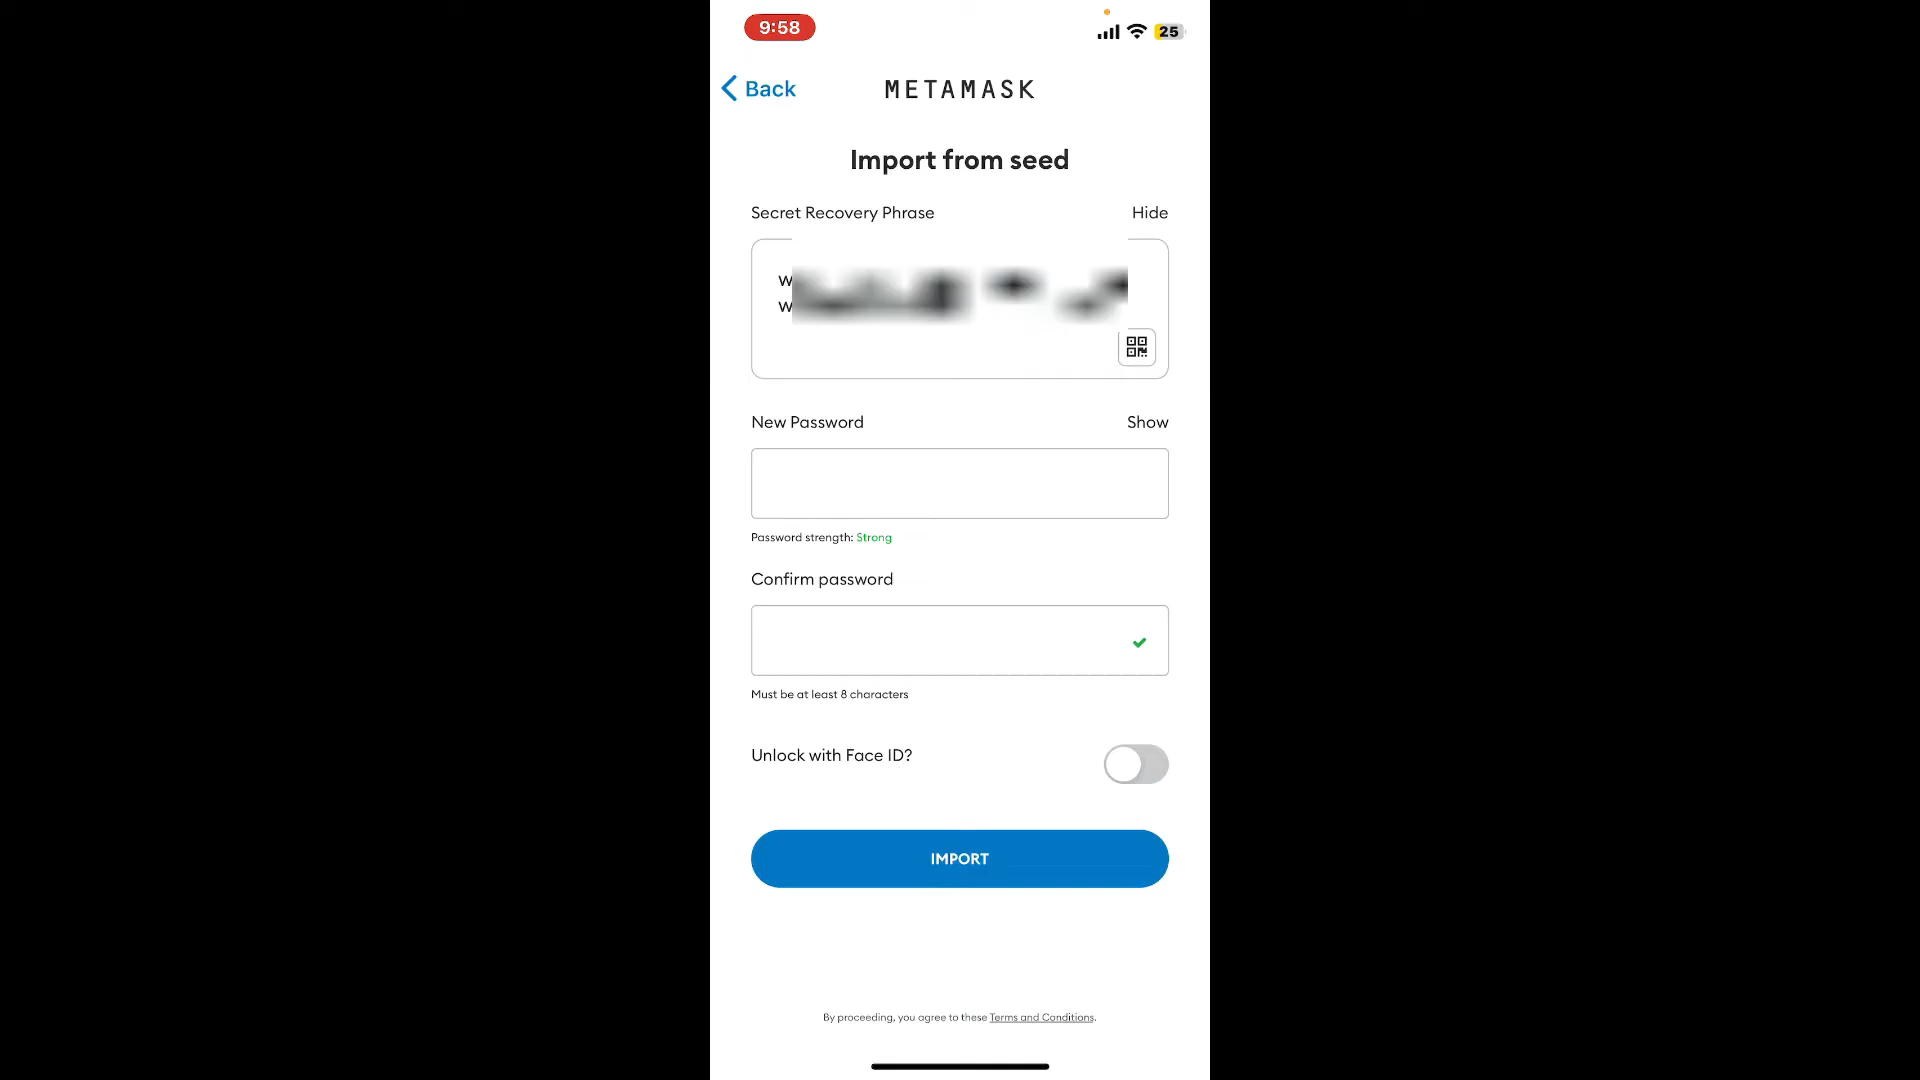 9:58
25
Back
METAMASK
Import from seed
Secret Recovery Phrase Hide
New Password Show
Password strength: Strong
Confirm password
Must be at least 8 characters
Unlock with Face ID?
IMPORT
By proceeding, you agree to these Terms and Conditions.